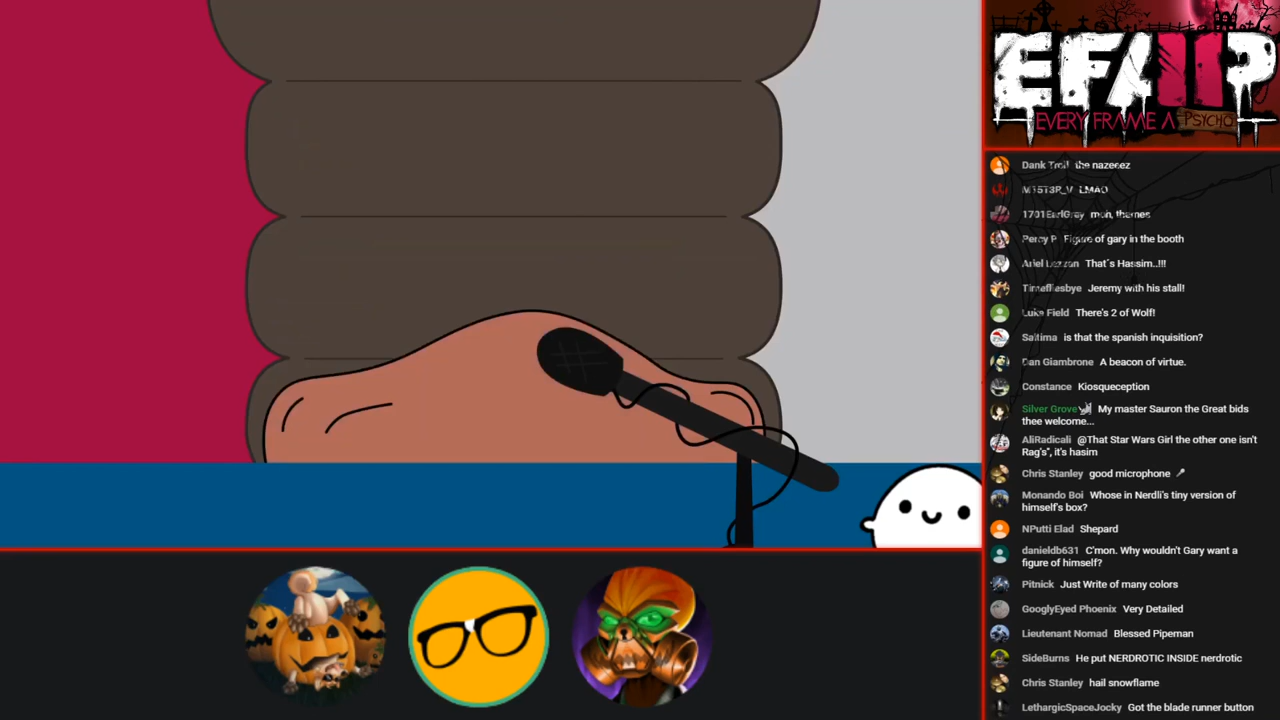 EFAP
EVERY FRAME A PSYCHO
Dank Troll the nazeeez
M15T3R_V LMAO
1701EarlGrey moh, themes
Percy P Figure of gary in the booth
Ariel Lezzan That´s Hassim..!!!
Timefliesbye Jeremy with his stall!
Luke Field There's 2 of Wolf!
Saitima is that the spanish inquisition?
Dan Giambrone A beacon of virtue.
Constance Kiosqueception
Silver Grove My master Sauron the Great bids
thee welcome...
AliRadicali @That Star Wars Girl the other one isn't
Rag's", it's hasim
Chris Stanley good microphone 🎤
Monando Boi Whose in Nerdli's tiny version of
himself's box?
NPutti Elad Shepard
danieldb631 C'mon. Why wouldn't Gary want a
figure of himself?
Pitnick Just Write of many colors
GooglyEyed Phoenix Very Detailed
Lieutenant Nomad Blessed Pipeman
SideBurns He put NERDROTIC INSIDE nerdrotic
Chris Stanley hail snowflame
LethargicSpaceJocky Got the blade runner button